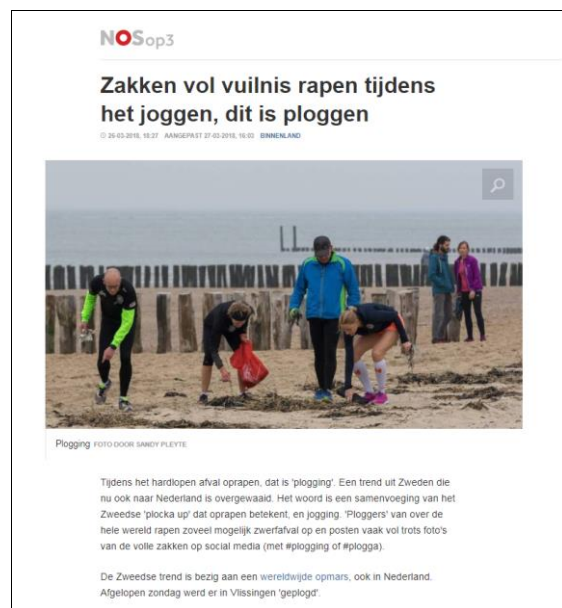 NOSop3
Zakken vol vuilnis rapen tijdens
het joggen, dit is ploggen
26-03-2018, 18:27 AANGEPAST 27-03-2018, 16:03 BINNENLAND
Plogging FOTO DOOR SANDY PLEYTE
Tijdens het hardlopen afval oprapen, dat is 'plogging'. Een trend uit Zweden die
nu ook naar Nederland is overgewaaid. Het woord is een samenvoeging van het
Zweedse 'plocka up' dat oprapen betekent, en jogging. 'Ploggers' van over de
hele wereld rapen zoveel mogelijk zwerfafval op en posten vaak vol trots foto's
van de volle zakken op social media (met #plogging of #plogga).
De Zweedse trend is bezig aan een wereldwijde opmars, ook in Nederland.
Afgelopen zondag werd er in Vlissingen 'geplogd'.